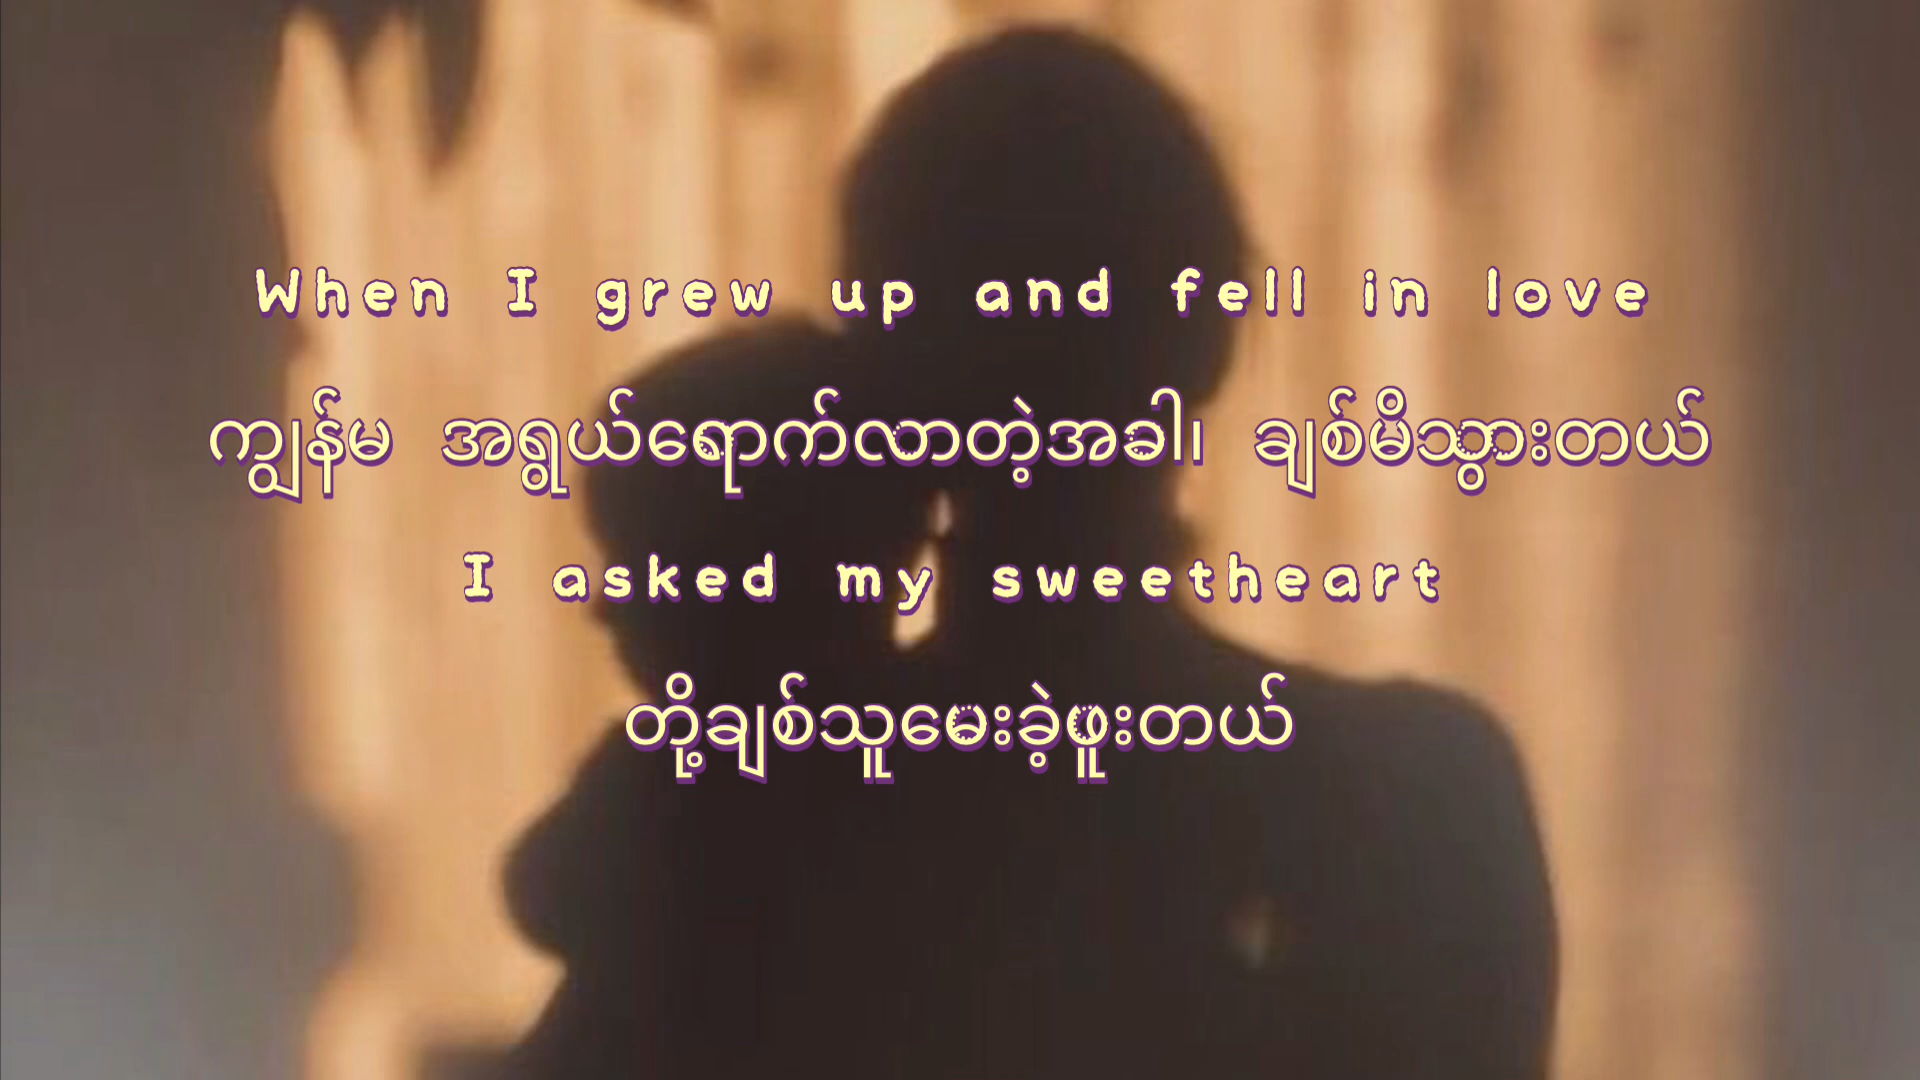 When I grew up and fell in love
ကျွန်မ အရွယ်ရောက်လာတဲ့အခါ၊ ချစ်မိသွားတယ်
I asked my sweetheart
တို့ချစ်သူမေးခဲ့ဖူးတယ်